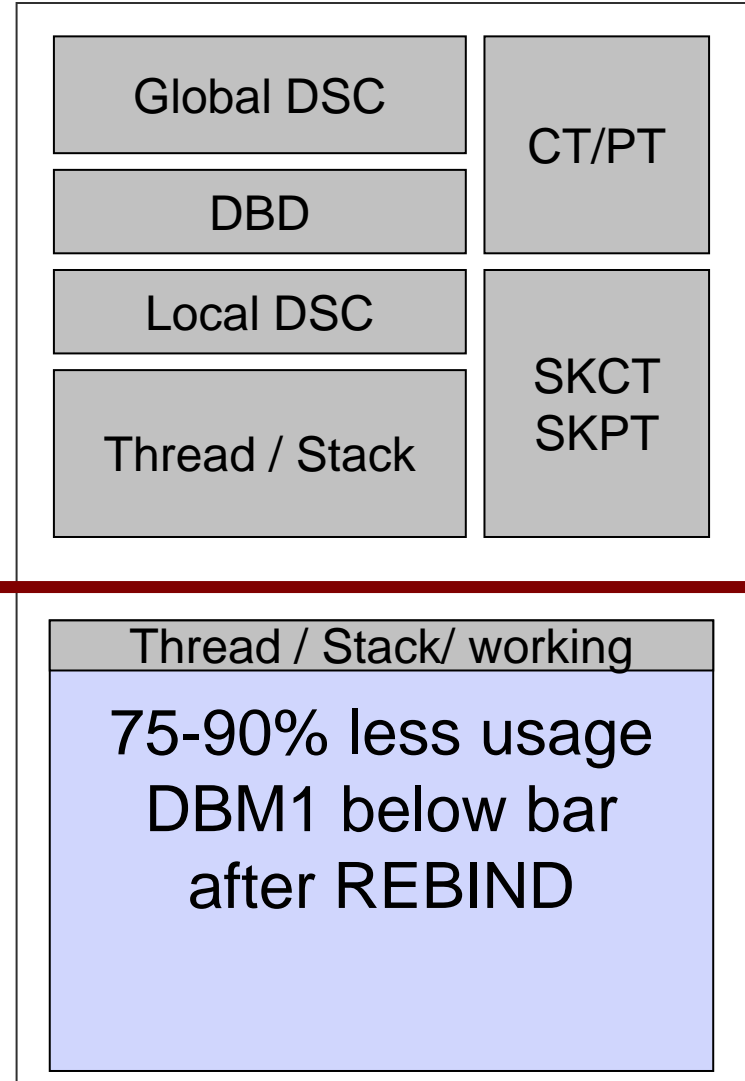 Global DSC
CT/PT
DBD
Local DSC
SKCT
SKPT
Thread / Stack
Thread / Stack/ working
75-90% less usage
DBM1 below bar
after REBIND